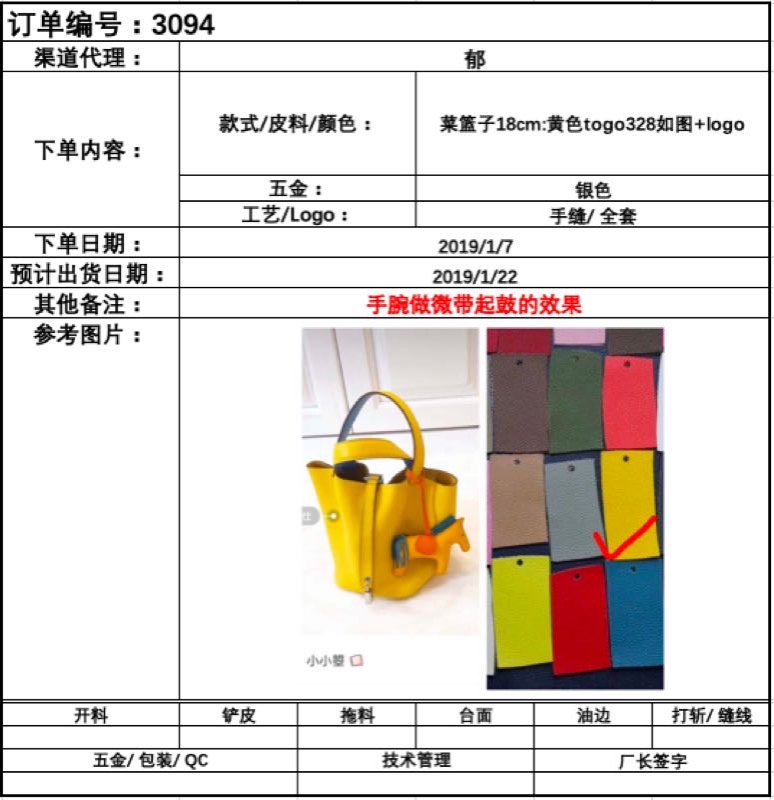 订单编号：3094
渠道代理：
郁
下单内容：
款式/皮料/颜色：
菜篮子18cm:黄色togo328如图+logo
五金：
银色
工艺/Logo：
手缝/ 全套
下单日期：
2019/1/7
预计出货日期：
2019/1/22
其他备注：
手腕做微带起鼓的效果
参考图片：
开料
铲皮
拖料
台面
油边
打斩/ 缝线
五金/ 包装/ QC
技术管理
厂长签字